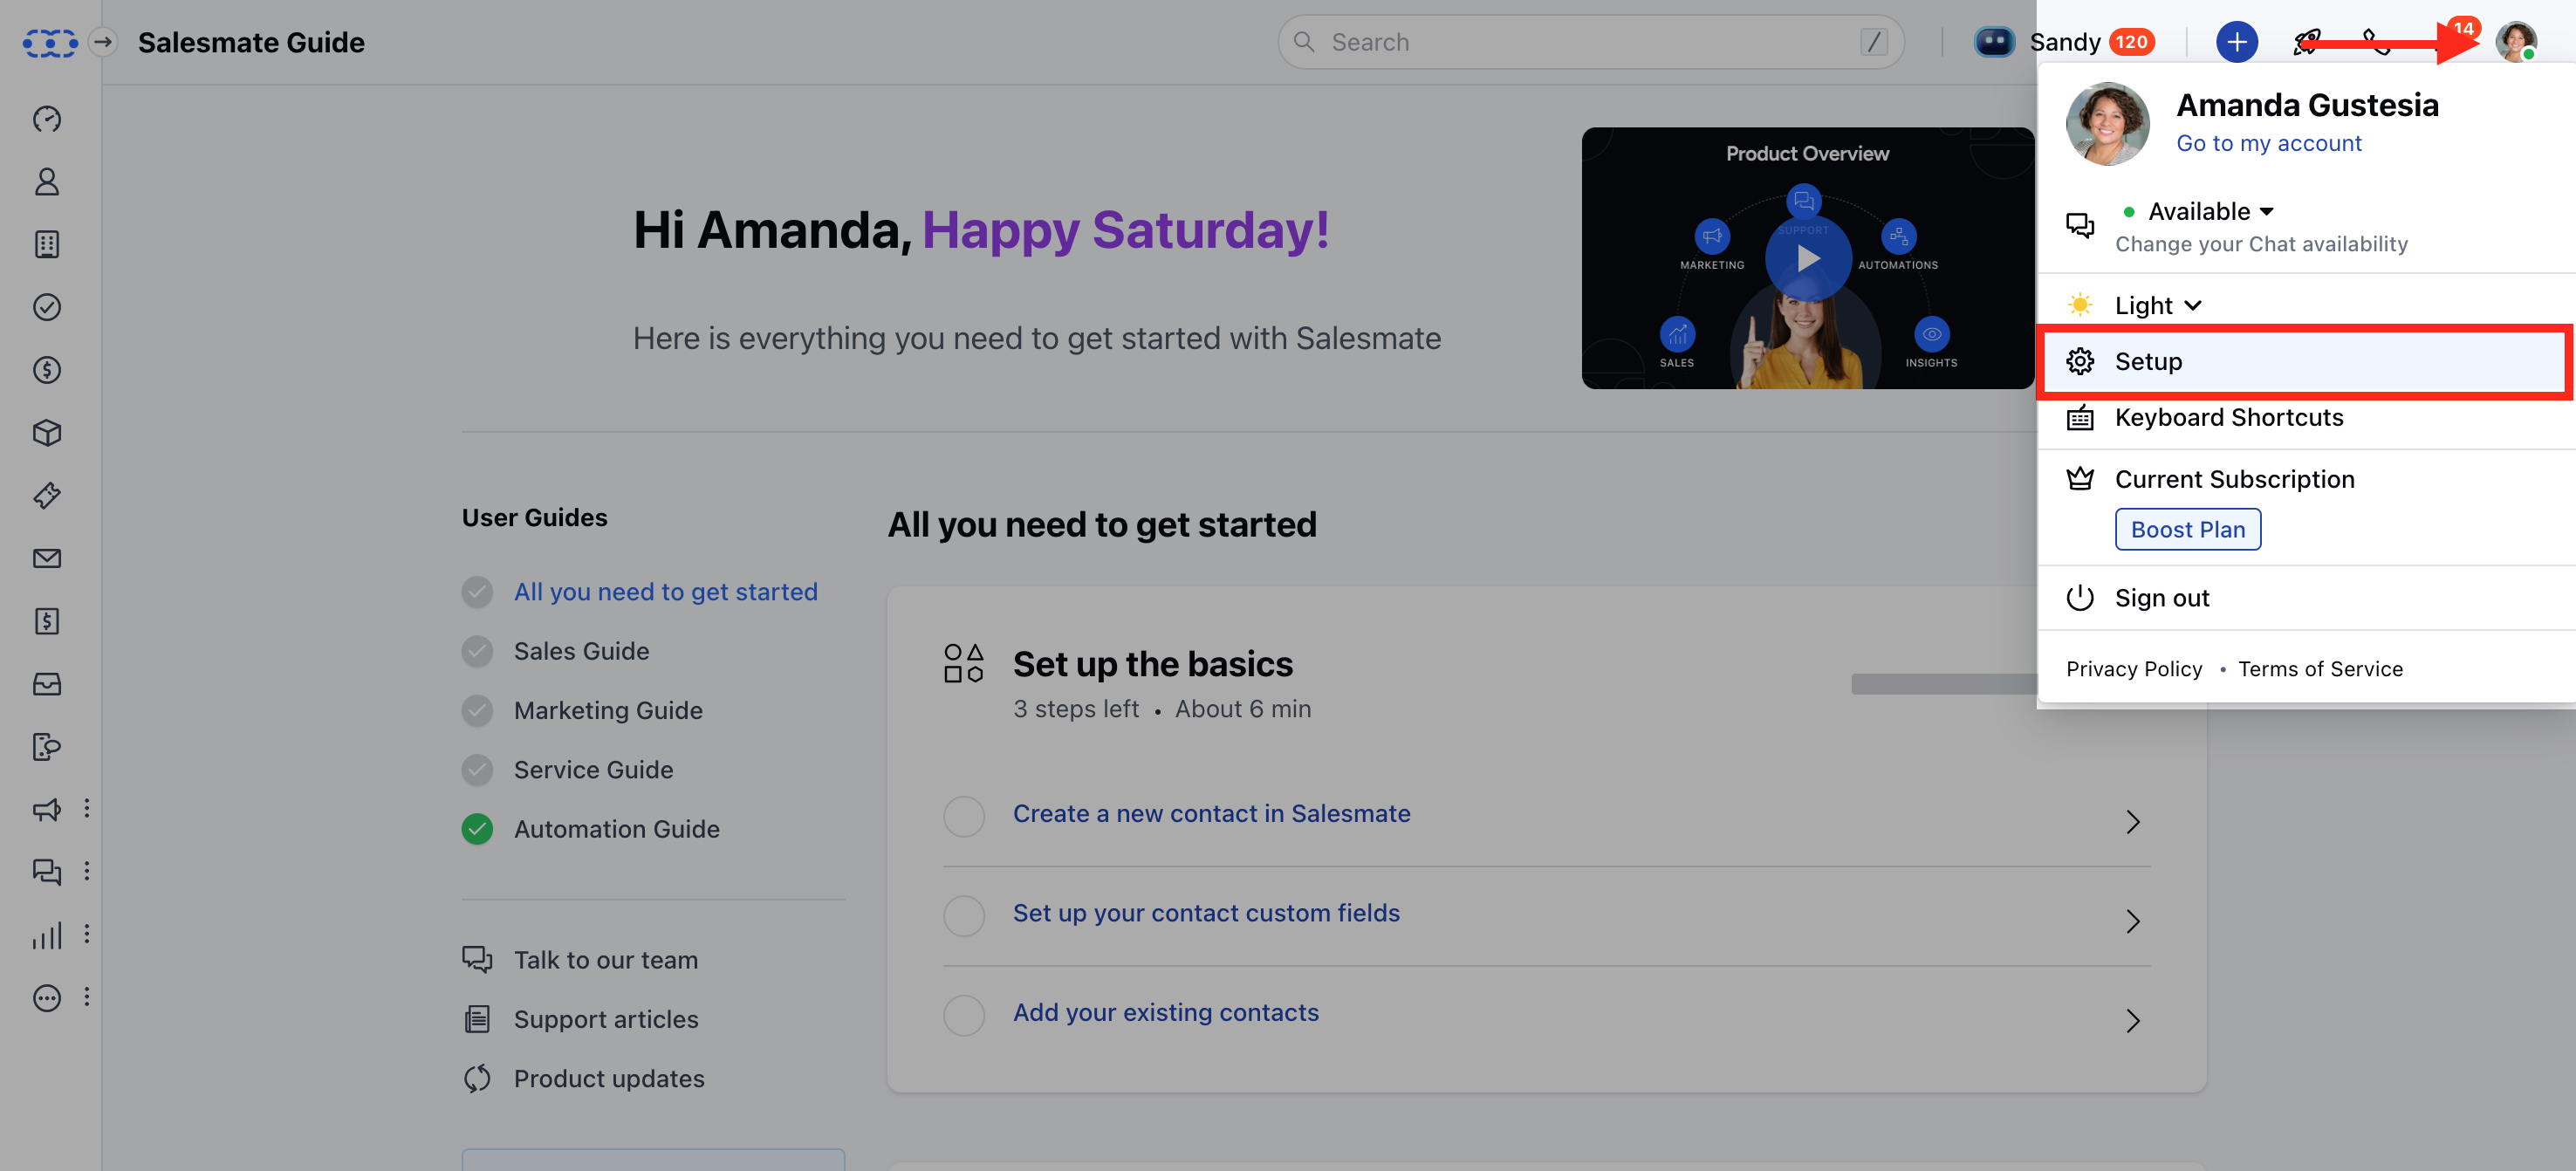 Salesmate Guide
Search
/
Sandy 120
14
Amanda Gustesia
Go to my account
Available
Change your Chat availability
Light
Setup
Keyboard Shortcuts
Current Subscription
Boost Plan
Sign out
Privacy Policy • Terms of Service
Hi Amanda, Happy Saturday!
Here is everything you need to get started with Salesmate
Product Overview
SUPPORT
MARKETING
AUTOMATIONS
SALES
INSIGHTS
User Guides
All you need to get started
Sales Guide
Marketing Guide
Service Guide
Automation Guide
Talk to our team
Support articles
Product updates
All you need to get started
Set up the basics
3 steps left • About 6 min
Create a new contact in Salesmate
Set up your contact custom fields
Add your existing contacts